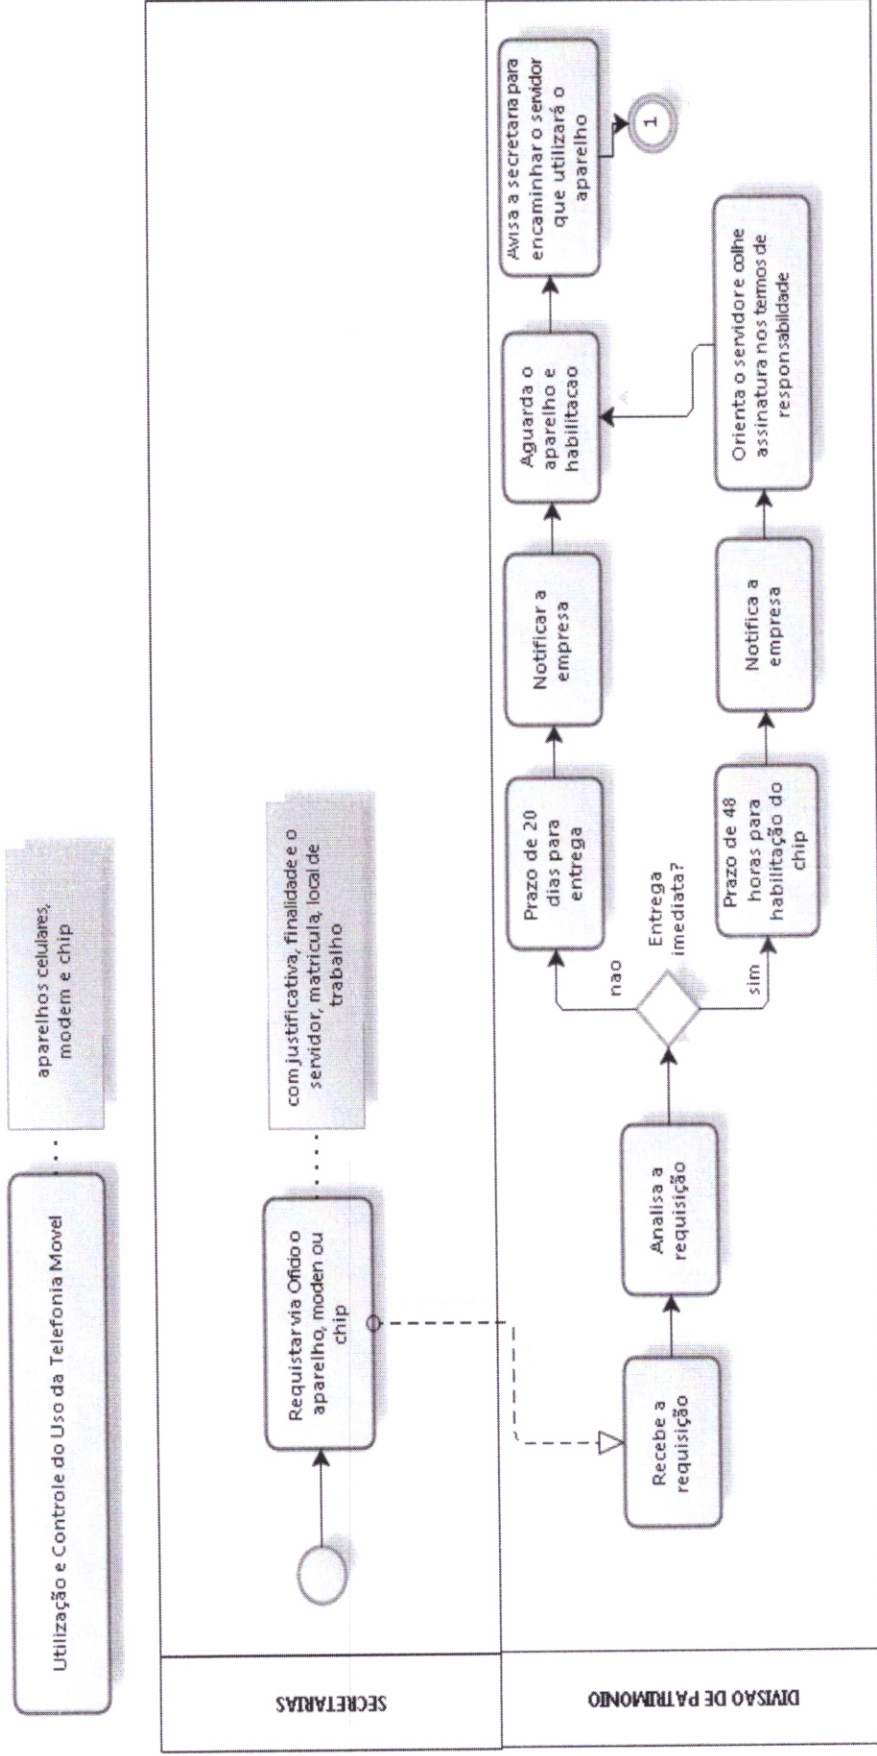 Utilização e Controle do Uso da Telefonia Movel
aparelhos celulares,
modem e chip
SECRETARIAS
Requistar via Oficio o
aparelho, moden ou
chip
com justificativa, finalidade e o
servidor, matricula, local de
trabalho
DIVISAO DE PATRIMONIO
Recebe a
requisição
Analisa a
requisição
Entrega
imediata?
nao
Prazo de 20
dias para
entrega
Notificar a
empresa
Aguarda o
aparelho e
habilitacao
Avisa a secretaria para
encaminhar o servidor
que utilizará o
aparelho
1
sim
Prazo de 48
horas para
habilitação do
chip
Notifica a
empresa
Orienta o servidor e colhe
assinatura nos termos de
responsabilidade